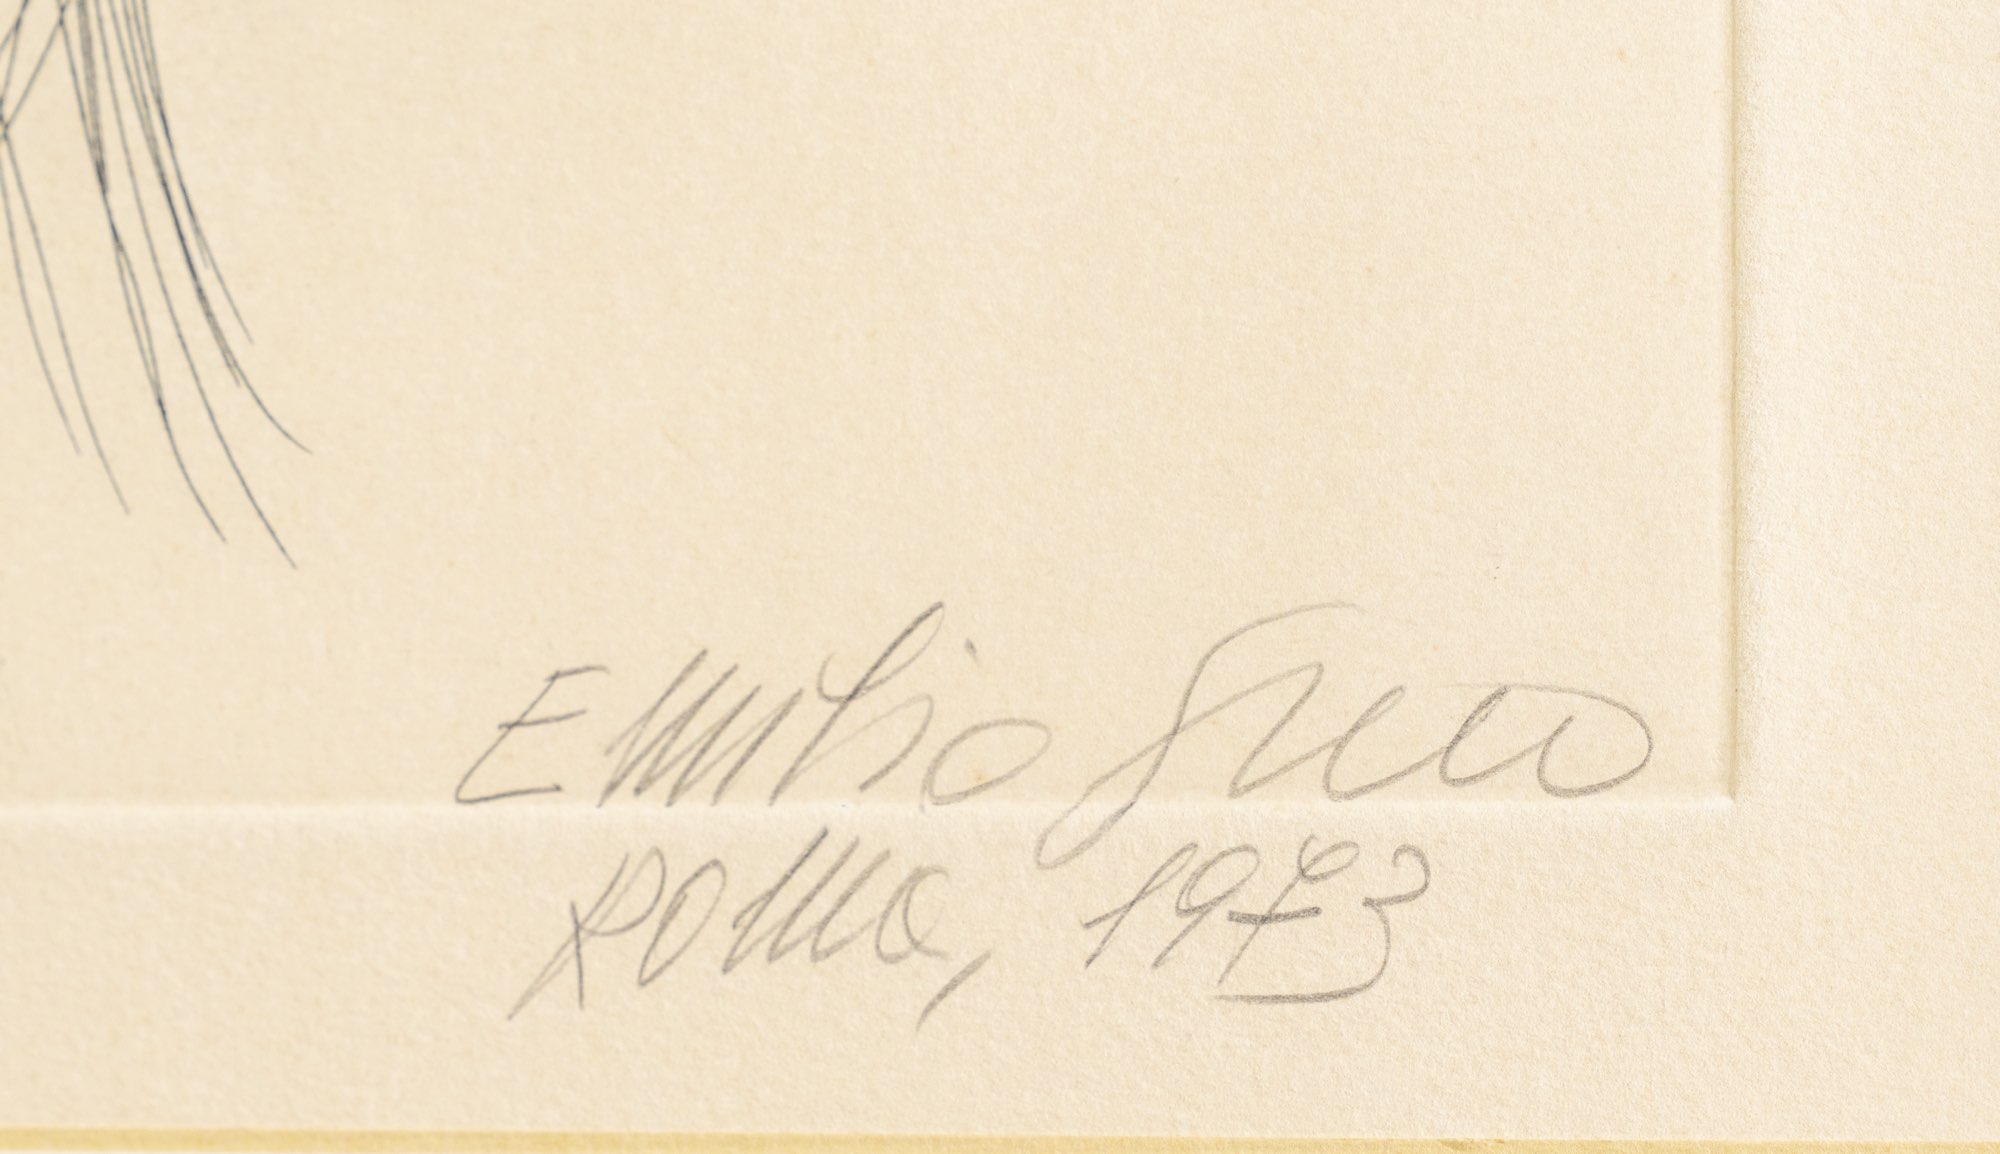 Emilio Greco
Roma, 1973